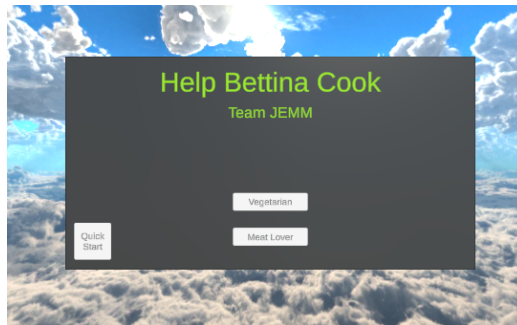 Help Bettina Cook
Team JEMM
Vegetarian
Meat Lover
Quick
Start